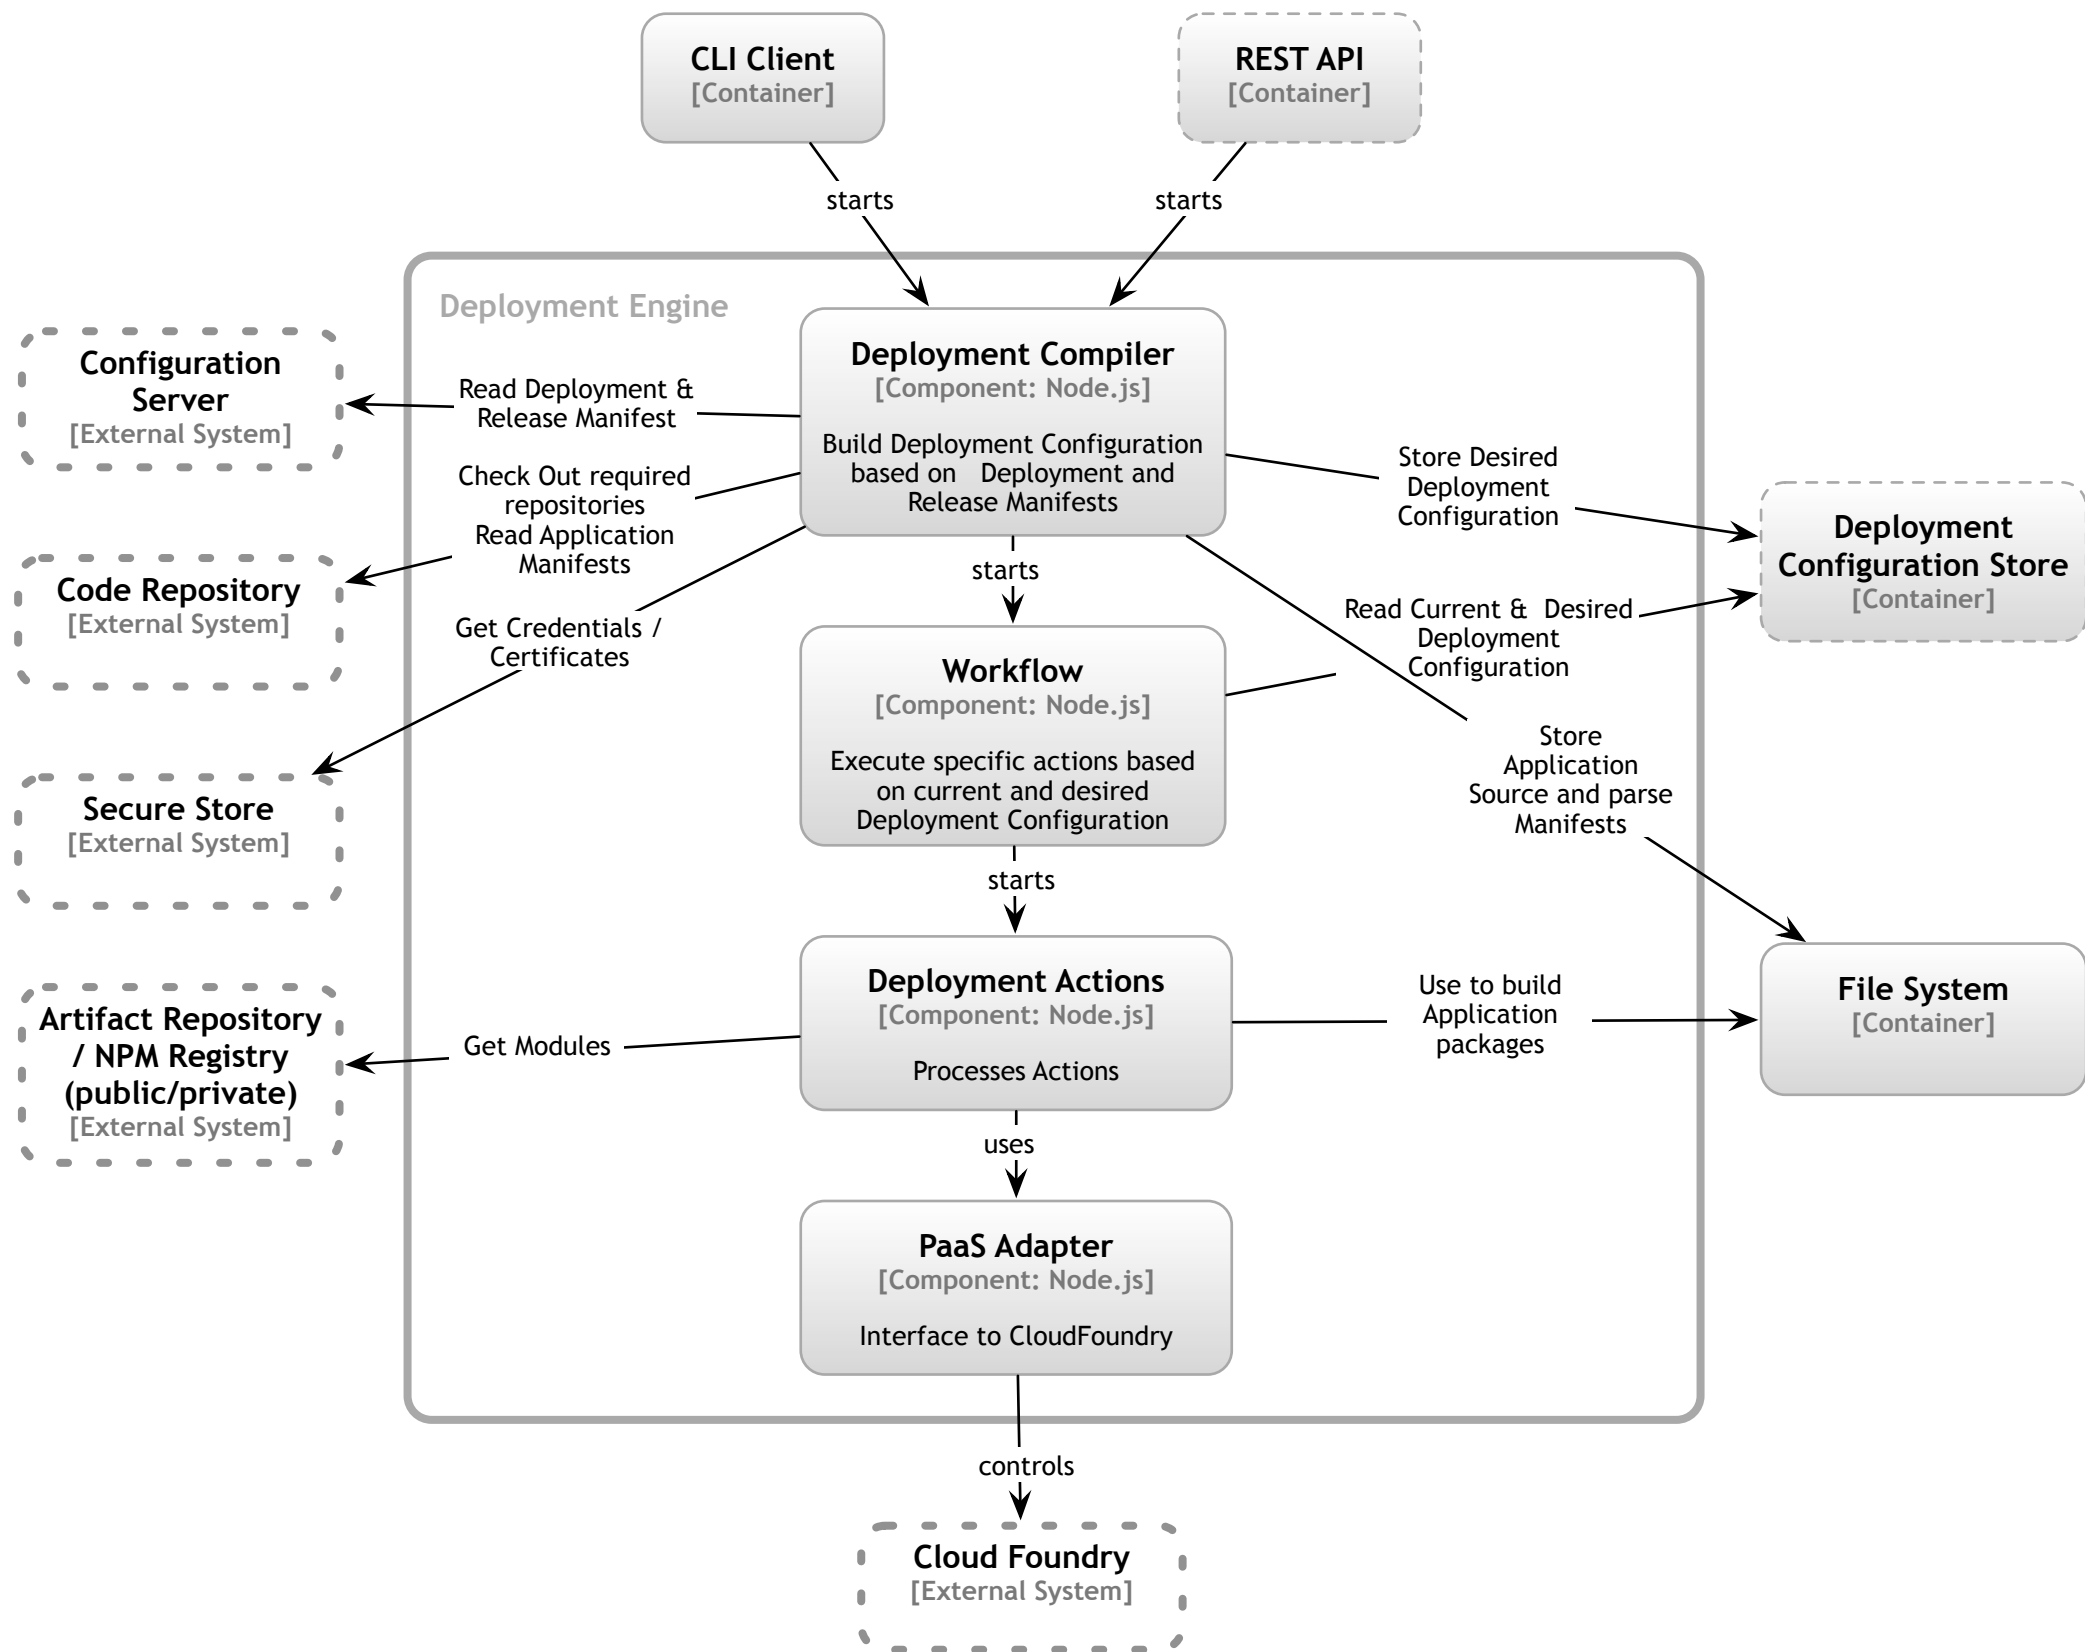 CLI Client
[Container]
REST API
[Container]
starts
starts
Deployment Engine
Configuration
Server
[External System]
Read Deployment &
Release Manifest
Deployment Compiler
[Component: Node.js]
Build Deployment Configuration
based on   Deployment and
Release Manifests
Check Out required
repositories
Read Application
Manifests
Store Desired
Deployment
Configuration
Deployment
Configuration Store
[Container]
Code Repository
[External System]
starts
Get Credentials /
Certificates
Read Current &  Desired
Deployment
Configuration
Workflow
[Component: Node.js]
Execute specific actions based
on current and desired
Deployment Configuration
Store
Application
Source and parse
Manifests
Secure Store
[External System]
starts
Artifact Repository
/ NPM Registry
(public/private)
[External System]
Get Modules
Deployment Actions
[Component: Node.js]
Processes Actions
Use to build
Application
packages
File System
[Container]
uses
PaaS Adapter
[Component: Node.js]
Interface to CloudFoundry
controls
Cloud Foundry
[External System]